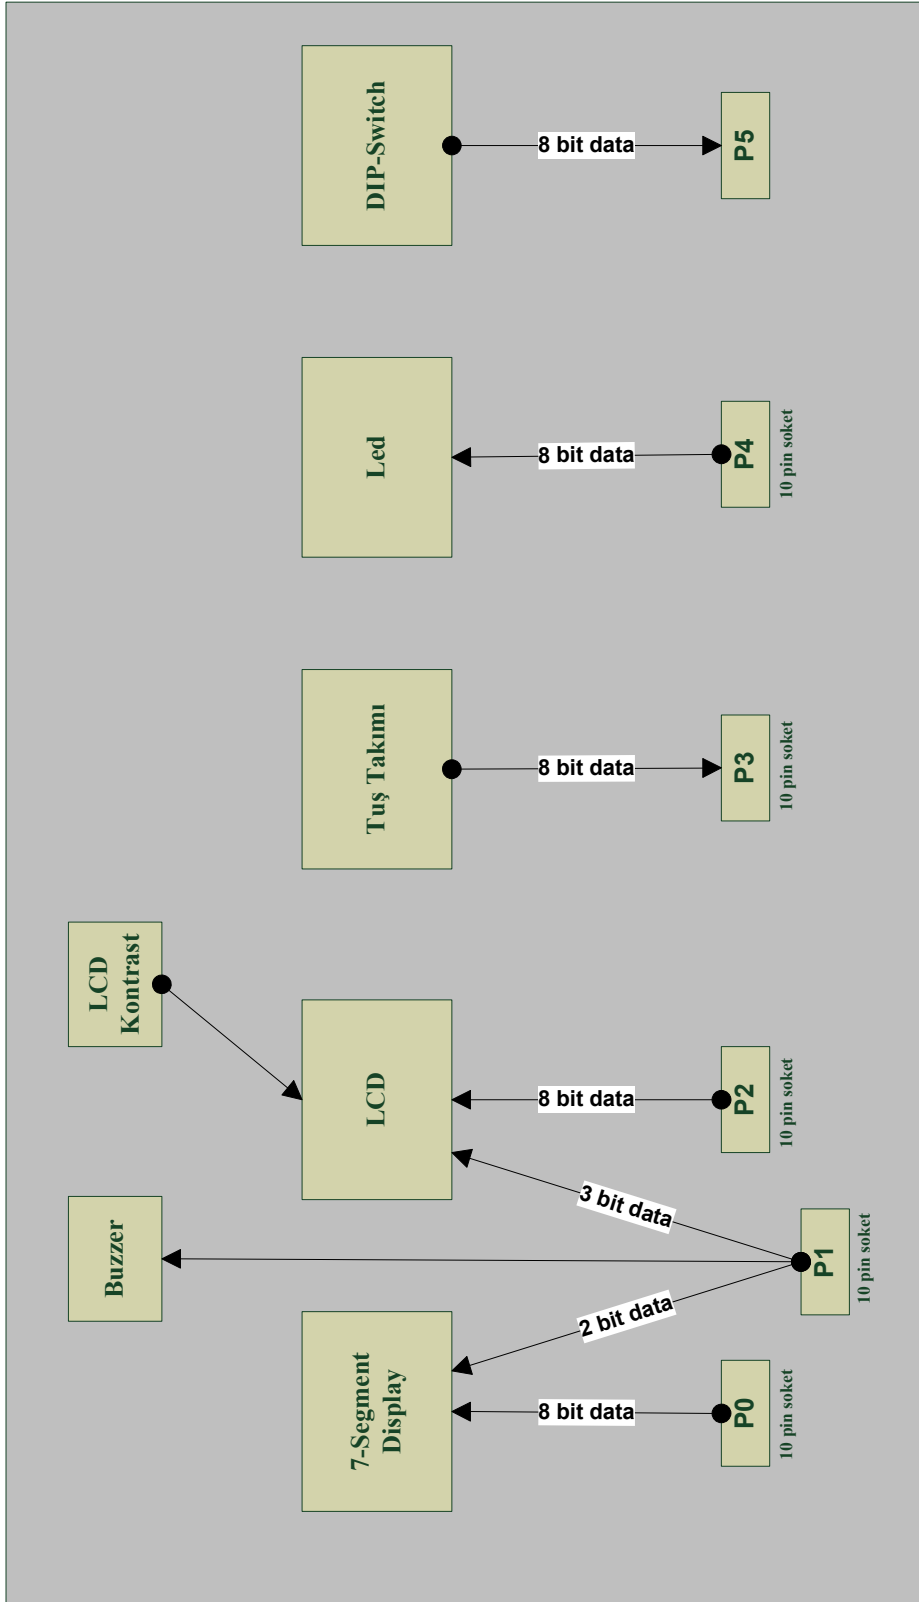 LCD
Kontrast
Buzzer
7-Segment
Display
LCD
Tuş Takımı
Led
DIP-Switch
8 bit data
2 bit data
3 bit data
8 bit data
8 bit data
8 bit data
8 bit data
P0
10 pin soket
P1
10 pin soket
P2
10 pin soket
P3
10 pin soket
P4
10 pin soket
P5